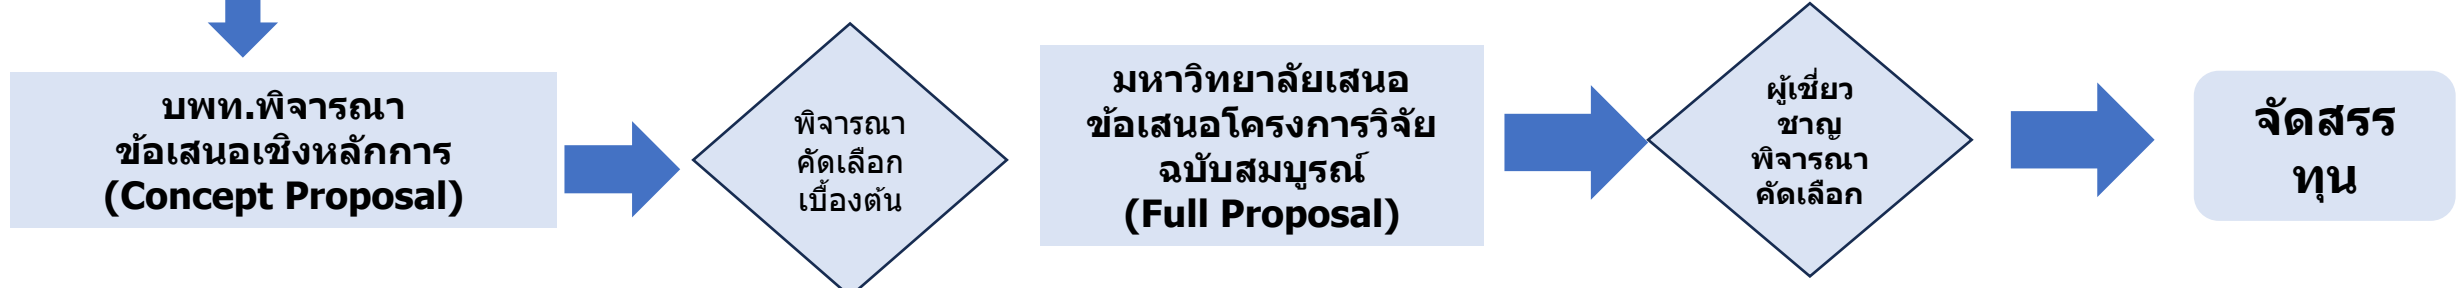 บพท.พิจารณา
ข้อเสนอเชิงหลักการ
(Concept Proposal)
พิจารณา
คัดเลือก
เบื้องต้น
มหาวิทยาลัยเสนอ
ข้อเสนอโครงการวิจัย
ฉบับสมบูรณ์
(Full Proposal)
ผู้เชี่ยว
ชาญ
พิจารณา
คัดเลือก
จัดสรร
ทุน